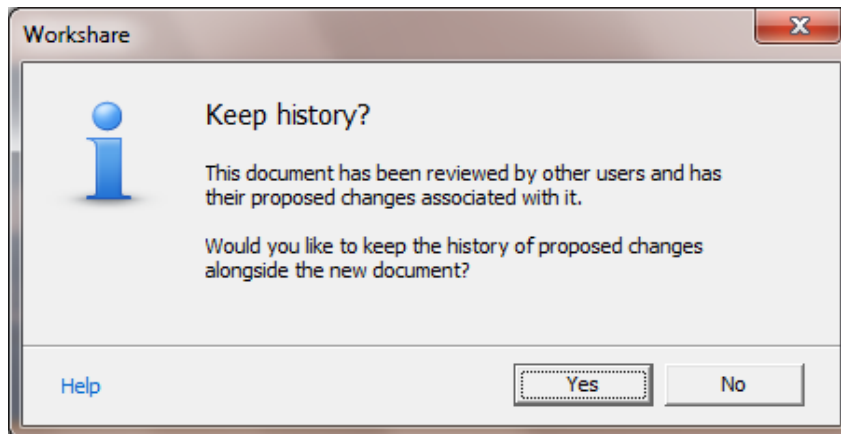 Workshare
Keep history?
This document has been reviewed by other users and has
their proposed changes associated with it.
Would you like to keep the history of proposed changes
alongside the new document?
Help
Yes
No